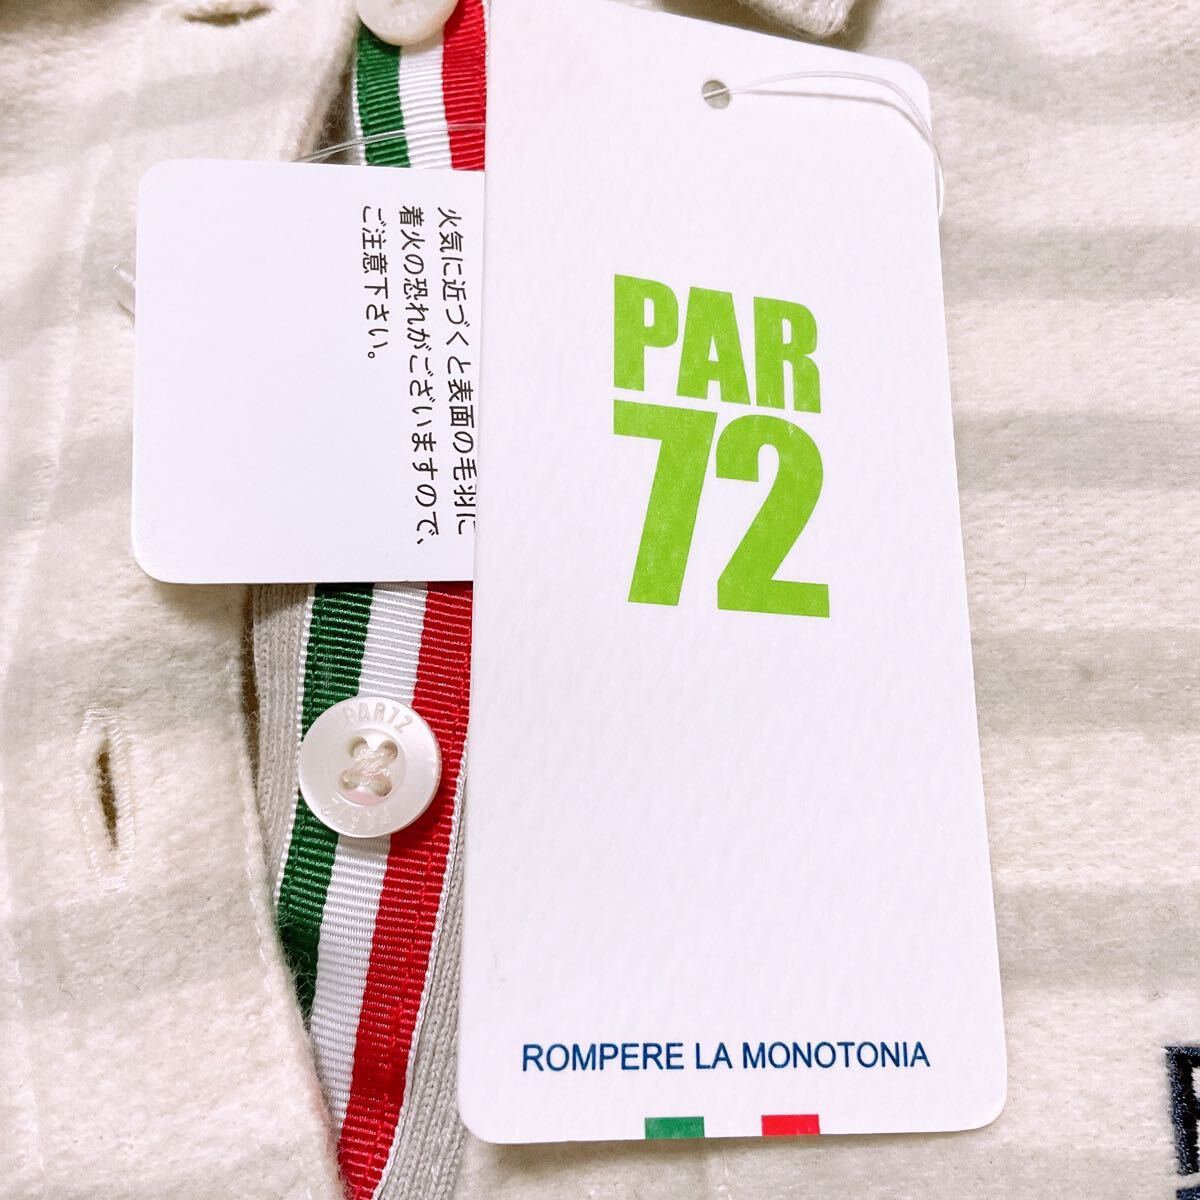 火気に近づくと表面の毛羽に
着火の恐れがございますので、
ご注意下さい。
PAR
72
ROMPERE LA MONOTONIA
PAR72